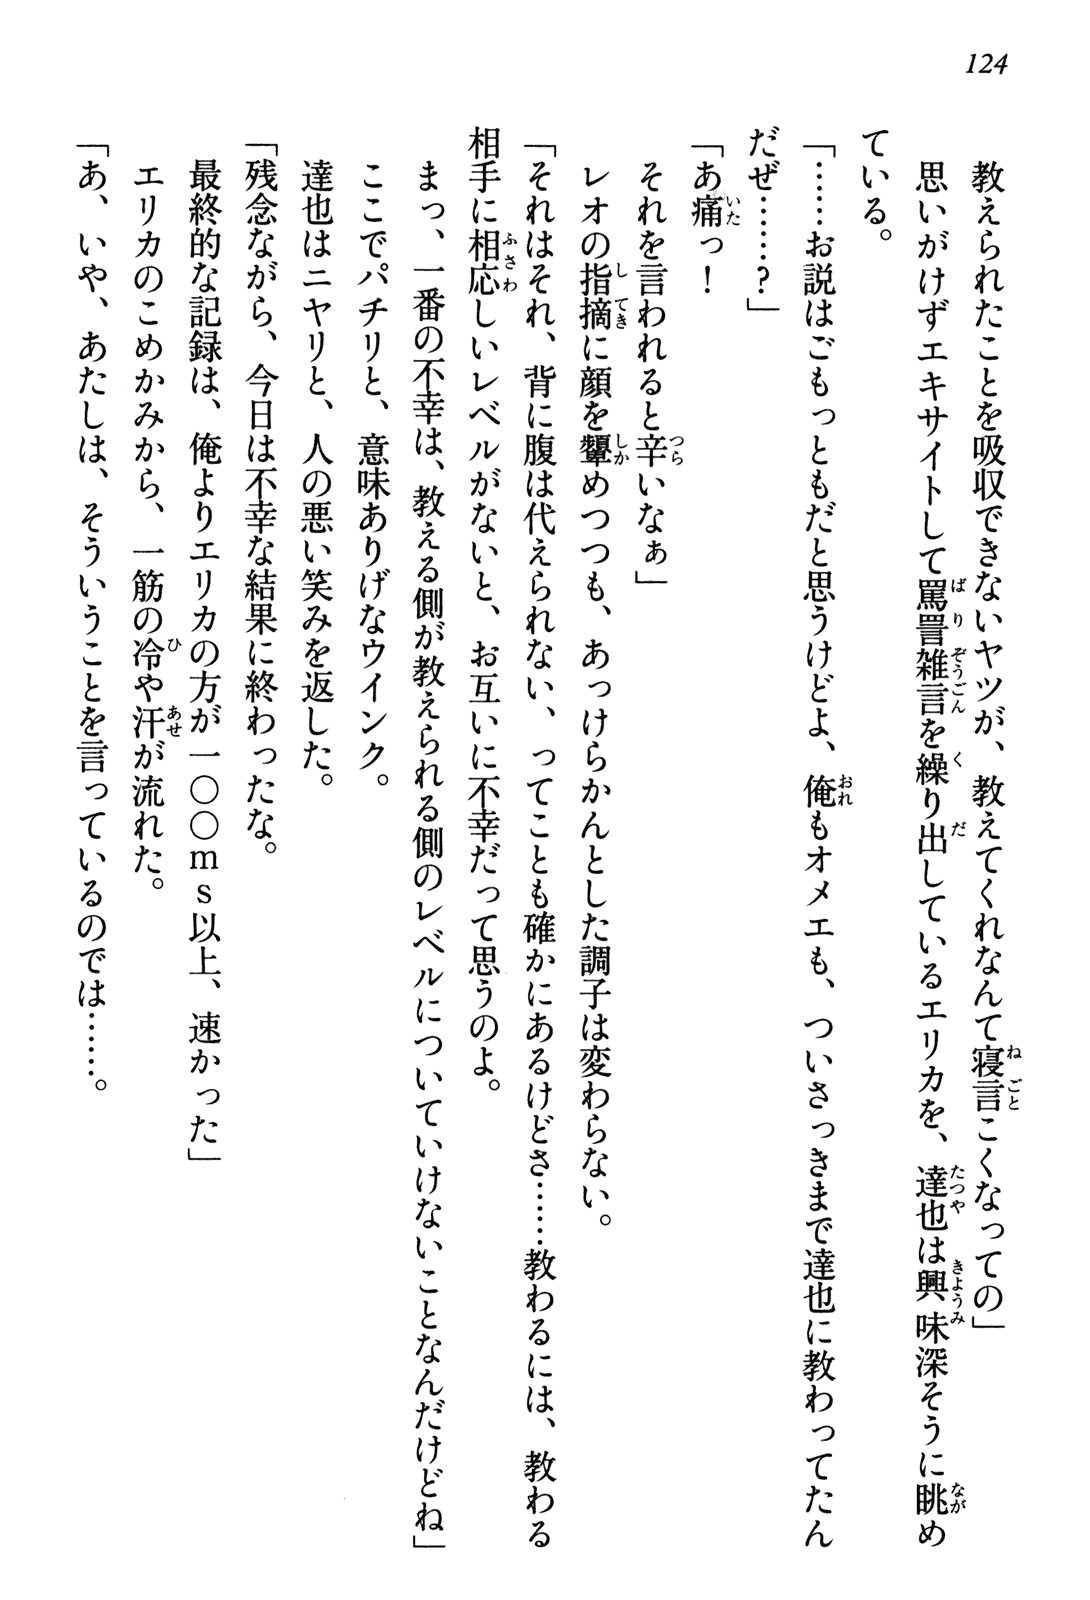 124
教えられたことを吸収できないヤツが、教えてくれなんて寝言こくなっての」
思いがけずエキサイトして罵詈雑言を繰り出しているエリカを、達也は興味深そうに眺め
ている。
「……お説はごもっともだと思うけどよ、俺もオメエも、ついさっきまで達也に教わってたん
だぜ……？」
「あ痛っ！
それを言われると辛いなぁ」
レオの指摘に顔を顰めつつも、あっけらかんとした調子は変わらない。
「それはそれ、背に腹は代えられない、ってことも確かにあるけどさ……教わるには、教わる
相手に相応しいレベルがないと、お互いに不幸だって思うのよ。
まっ、一番の不幸は、教える側が教えられる側のレベルについていけないことなんだけどね」
ここでパチリと、意味ありげなウインク。
達也はニヤリと、人の悪い笑みを返した。
「残念ながら、今日は不幸な結果に終わったな。
最終的な記録は、俺よりエリカの方が一〇〇ｍｓ以上、速かった」
エリカのこめかみから、一筋の冷や汗が流れた。
「あ、いや、あたしは、そういうことを言っているのでは……。